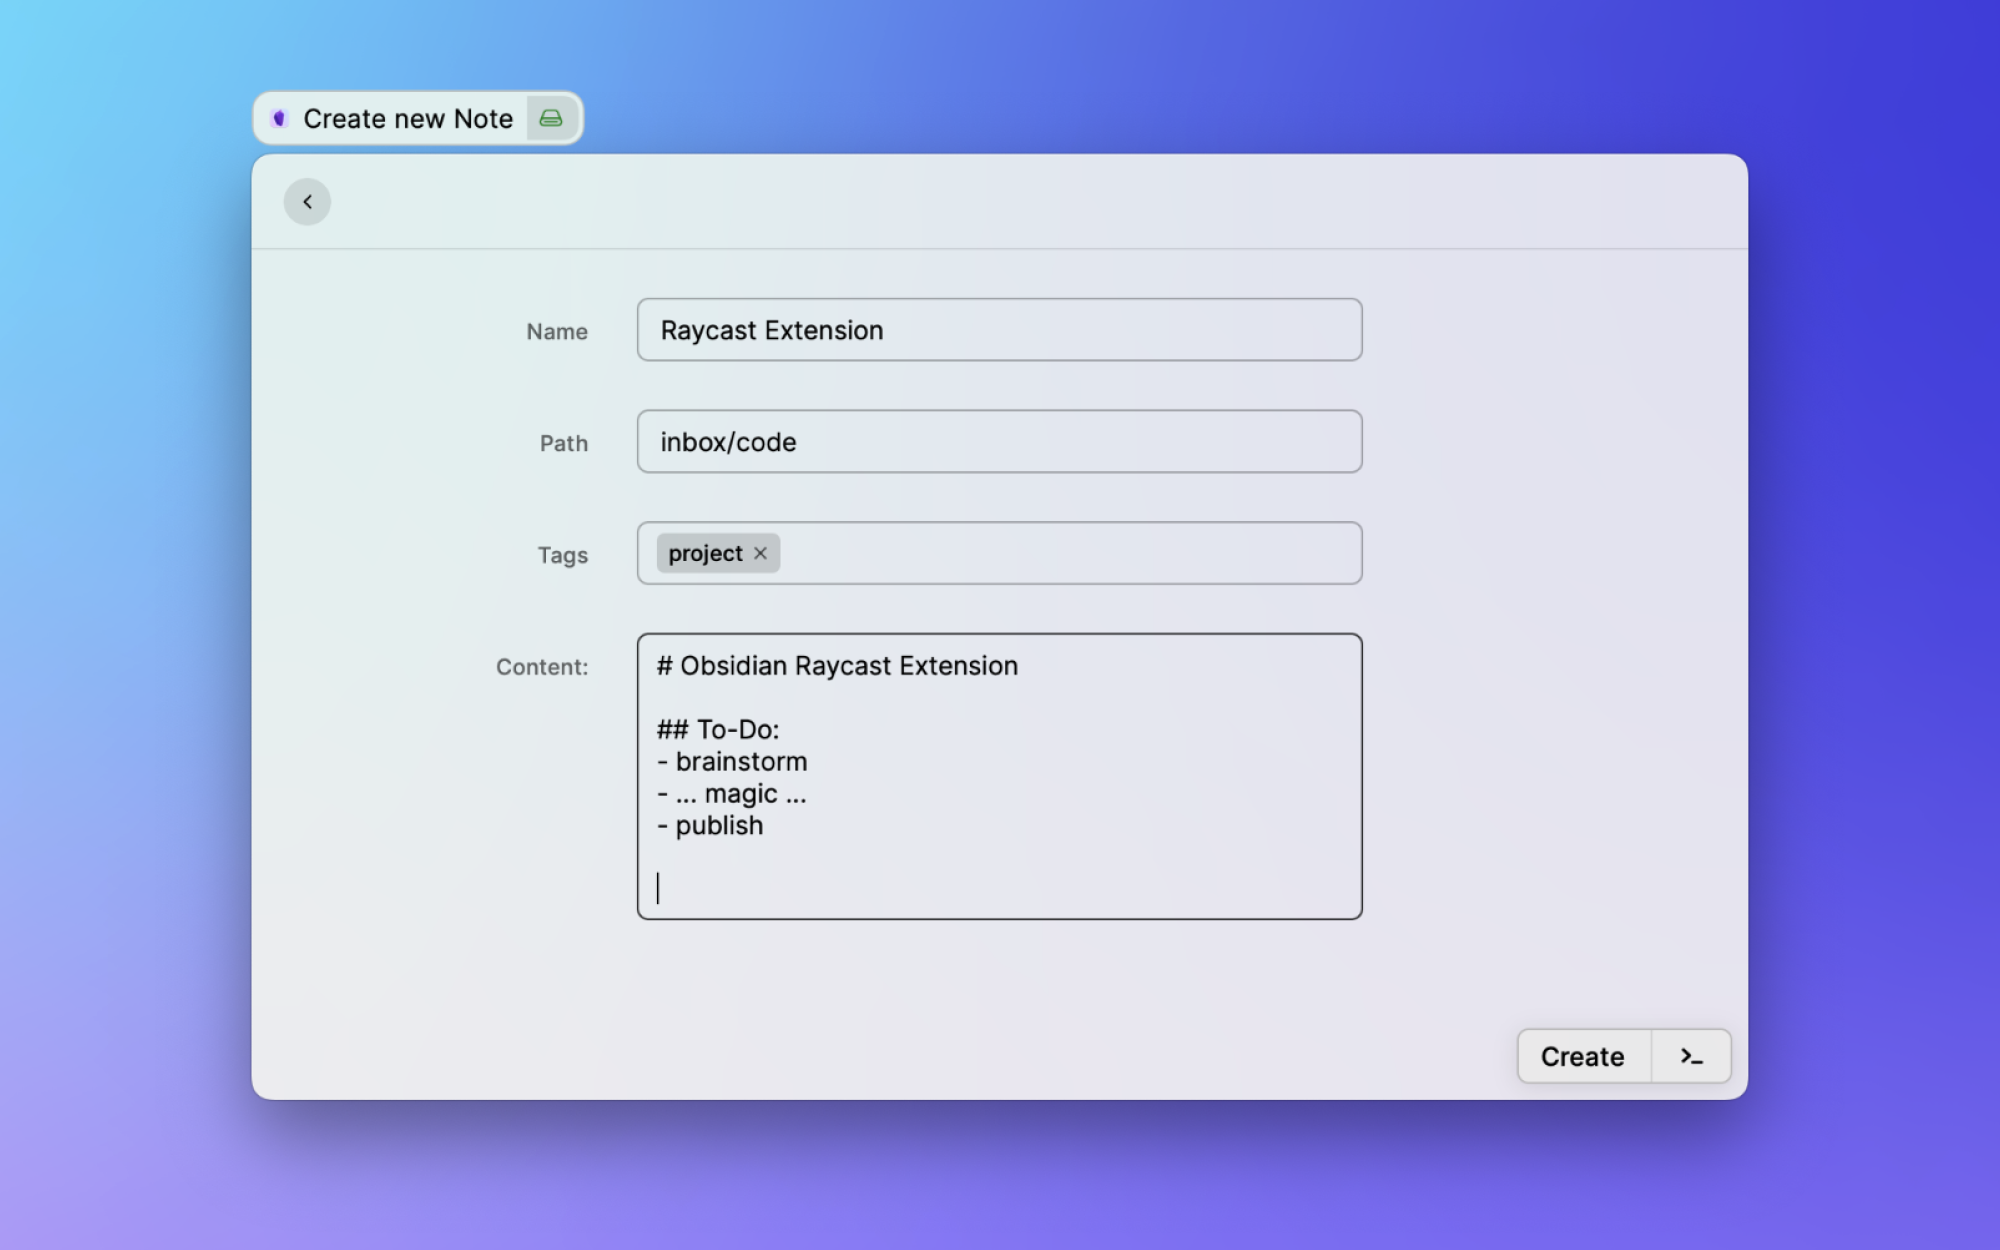 Create new Note
Name
Raycast Extension
Path
inbox/code
Tags
project
Content:
# Obsidian Raycast Extension
## To-Do:
- brainstorm
- ... magic ...
- publish
Create